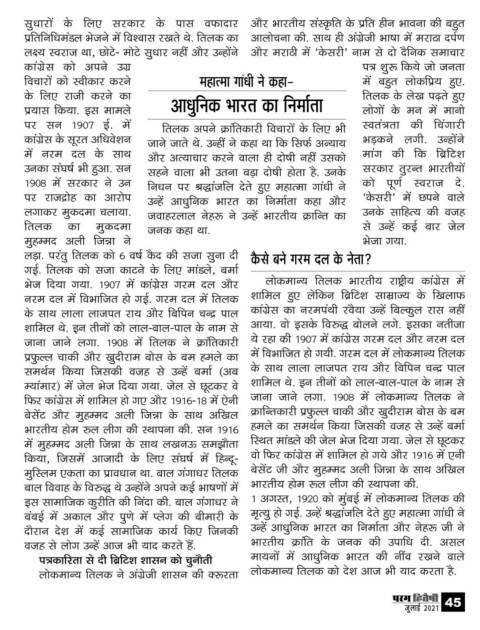 सुधारों के लिए सरकार के पास वफादार
प्रतिनिधिमंडल भेजने में विश्वास रखते थे. तिलक का
लक्ष्य स्वराज था, छोटे- मोटे सुधार नहीं और उन्होंने
कांग्रेस को अपने उग्र
विचारों को स्वीकार करने
के लिए राजी करने का
प्रयास किया. इस मामले
पर सन 1907 ई. में
कांग्रेस के सूरत अधिवेशन
में नरम दल के साथ
उनका संघर्ष भी हुआ. सन
1908 में सरकार ने उन
पर राजद्रोह का आरोप
लगाकर मुकदमा चलाया.
तिलक का मुकदमा
मुहम्मद अली जिन्ना ने
लड़ा. परंतु तिलक को 6 वर्ष कैद की सजा सुना दी
गई. तिलक को सजा काटने के लिए मांडले, बर्मा
भेज दिया गया. 1907 में कांग्रेस गरम दल और
नरम दल में विभाजित हो गई. गरम दल में तिलक
के साथ लाला लाजपत राय और बिपिन चन्द्र पाल
शामिल थे. इन तीनों को लाल-बाल-पाल के नाम से
जाना जाने लगा. 1908 में तिलक ने क्रांतिकारी
प्रफुल्ल चाकी और खुदीराम बोस के बम हमले का
समर्थन किया जिसकी वजह से उन्हें बर्मा (अब
म्यांमार) में जेल भेज दिया गया. जेल से छूटकर वे
फिर कांग्रेस में शामिल हो गए और 1916-18 में ऐनी
बेसेंट और मुहम्मद अली जिन्ना के साथ अखिल
भारतीय होम रुल लीग की स्थापना की. सन 1916
में मुहम्मद अली जिन्ना के साथ लखनऊ समझौता
किया, जिसमें आजादी के लिए संघर्ष में हिन्दू-
मुस्लिम एकता का प्रावधान था. बाल गंगाधर तिलक
बाल विवाह के विरुद्ध थे उन्होंने अपने कई भाषणों में
इस सामाजिक कुरीति की निंदा की. बाल गंगाधर ने
बंबई में अकाल और पुणे में प्लेग की बीमारी के
दौरान देश में कई सामाजिक कार्य किए जिनकी
वजह से लोग उन्हें आज भी याद करते हैं.
पत्रकारिता से दी ब्रिटिश शासन को चुनौती
लोकमान्य तिलक ने अंग्रेजी शासन की क्रूरता
महात्मा गांधी ने कहा-
आधुनिक भारत का निर्माता
तिलक अपने क्रांतिकारी विचारों के लिए भी
जाने जाते थे. उन्हीं ने कहा था कि सिर्फ अन्याय
और अत्याचार करने वाला ही दोषी नहीं उसको
सहने वाला भी उतना बड़ा दोषी होता है. उनके
निधन पर श्रद्धांजलि देते हुए महात्मा गांधी ने
उन्हें आधुनिक भारत का निर्माता कहा और
जवाहरलाल नेहरू ने उन्हें भारतीय क्रान्ति का
जनक कहा था.
और भारतीय संस्कृति के प्रति हीन भावना की बहुत
आलोचना की. साथ ही अंग्रेजी भाषा में मराठा दर्पण
और मराठी में 'केसरी' नाम से दो दैनिक समाचार
पत्र शुरू किये जो जनता
में बहुत लोकप्रिय हुए.
तिलक के लेख पढ़ते हुए
लोगों के मन में मानो
स्वतंत्रता की चिंगारी
भड़कने लगी. उन्होंने
मांग की कि ब्रिटिश
सरकार तुरन्त भारतीयों
को पूर्ण स्वराज दे.
'केसरी' में छपने वाले
उनके साहित्य की वजह
से उन्हें कई बार जेल
भेजा गया.
कैसे बने गरम दल के नेता?
लोकमान्य तिलक भारतीय राष्ट्रीय कांग्रेस में
शामिल हुए लेकिन ब्रिटिश साम्राज्य के खिलाफ
कांग्रेस का नरमपंथी रवैया उन्हें बिल्कुल रास नहीं
आया. वो इसके विरुद्ध बोलने लगे. इसका नतीजा
ये रहा की 1907 में कांग्रेस गरम दल और नरम दल
में विभाजित हो गयी. गरम दल में लोकमान्य तिलक
के साथ लाला लाजपत राय और बिपिन चन्द्र पाल
शामिल थे. इन तीनों को लाल-बाल-पाल के नाम से
जाना जाने लगा. 1908 में लोकमान्य तिलक ने
क्रान्तिकारी प्रफुल्ल चाकी और खुदीराम बोस के बम
हमले का समर्थन किया जिसकी वजह से उन्हें बर्मा
स्थित मांडले की जेल भेज दिया गया. जेल से छूटकर
वो फिर कांग्रेस में शामिल हो गये और 1916 में एनी
बेसेंट जी और मुहम्मद अली जिन्ना के साथ अखिल
भारतीय होम रूल लीग की स्थापना की.
1 अगस्त, 1920 को मुंबई में लोकमान्य तिलक की
मृत्यु हो गई. उन्हें श्रद्धांजलि देते हुए महात्मा गांधी ने
उन्हें आधुनिक भारत का निर्माता और नेहरू जी ने
भारतीय क्रांति के जनक की उपाधि दी. असल
मायनों में आधुनिक भारत की नींव रखने वाले
लोकमान्य तिलक को देश आज भी याद करता है.
परम हितैषी
जुलाई 2021
45